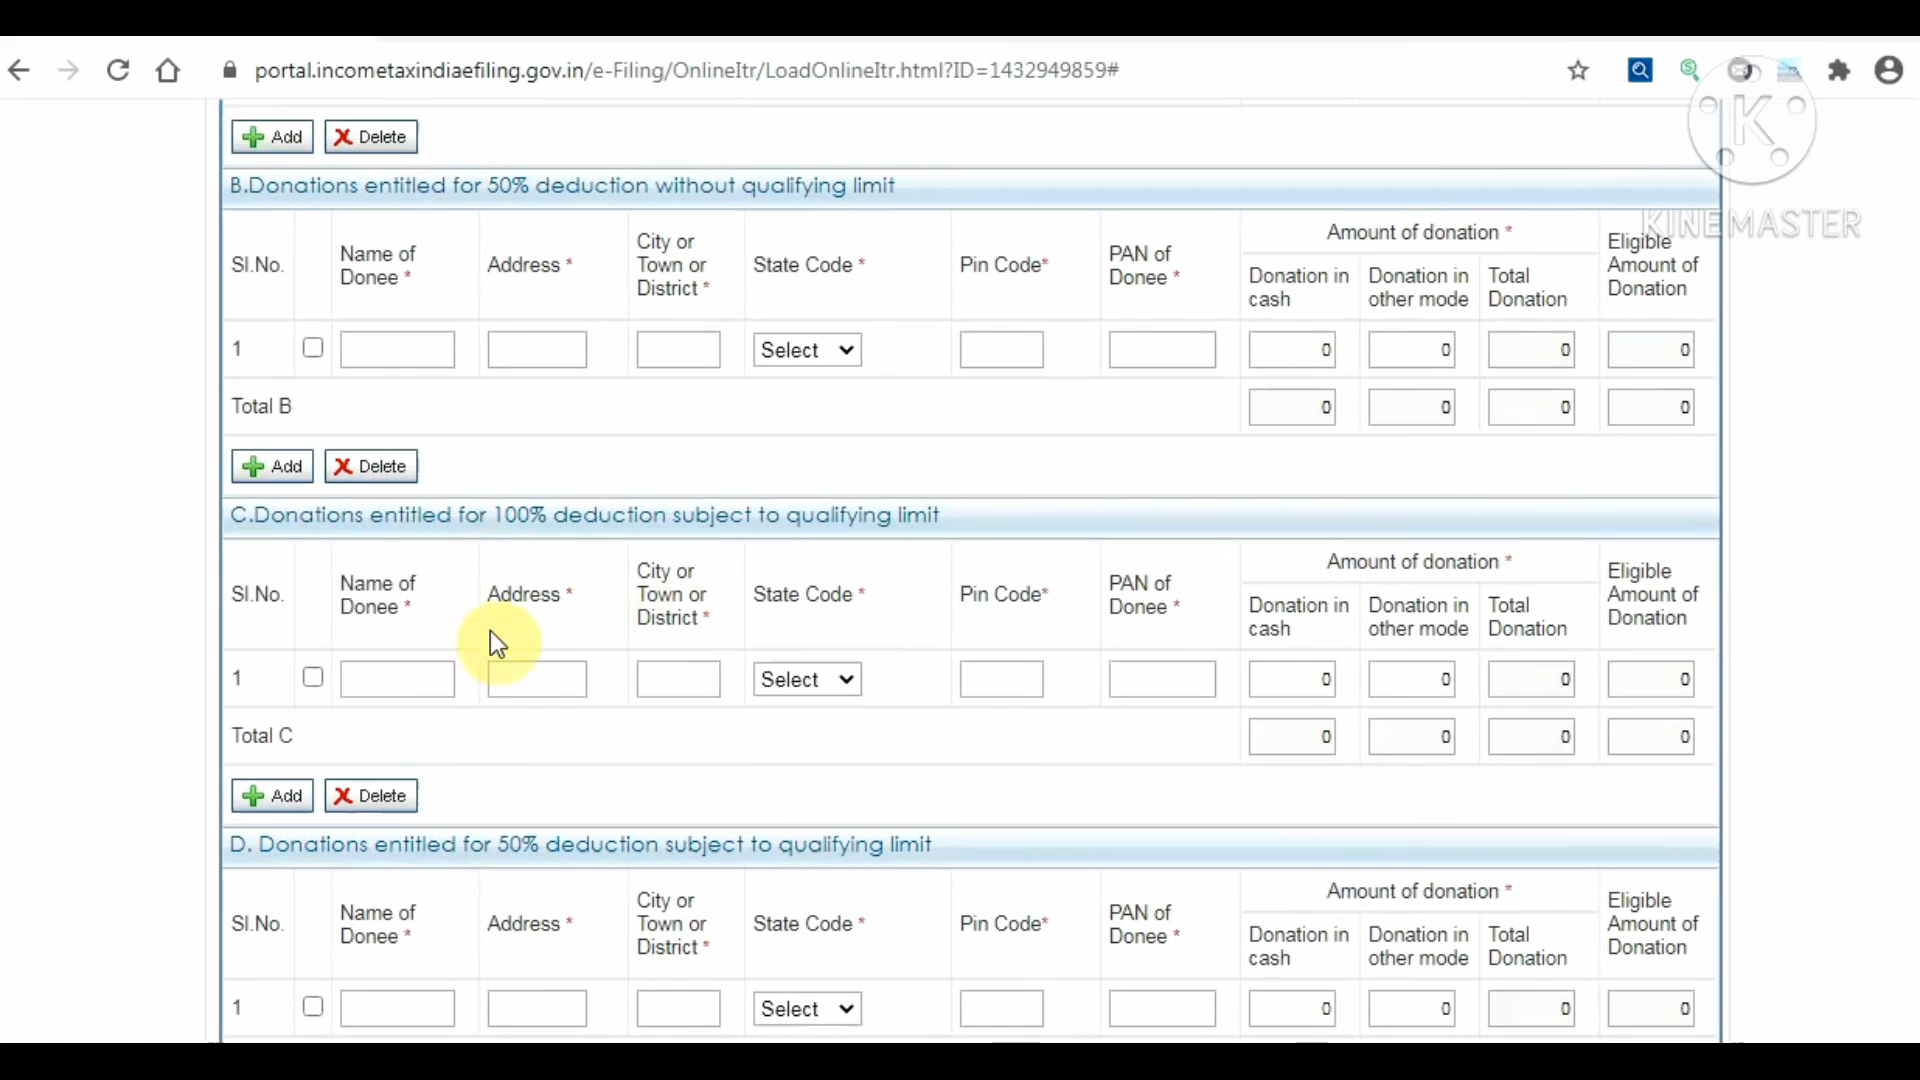 portal.incometaxindiaefiling.gov.in/e-Filing/OnlineItr/LoadOnlineItr.html?ID=1432949859#
K
KINEMASTER
Add Delete
B.Donations entitled for 50% deduction without qualifying limit
Sl.No. Name of Donee * Address * City or Town or District * State Code * Pin Code* PAN of Donee * Amount of donation * Donation in cash Donation in other mode Total Donation Eligible Amount of Donation
1 Select 0 0 0 0
Total B 0 0 0 0
Add Delete
C.Donations entitled for 100% deduction subject to qualifying limit
Sl.No. Name of Donee * Address * City or Town or District * State Code * Pin Code* PAN of Donee * Amount of donation * Donation in cash Donation in other mode Total Donation Eligible Amount of Donation
1 Select 0 0 0 0
Total C 0 0 0 0
Add Delete
D. Donations entitled for 50% deduction subject to qualifying limit
Sl.No. Name of Donee * Address * City or Town or District * State Code * Pin Code* PAN of Donee * Amount of donation * Donation in cash Donation in other mode Total Donation Eligible Amount of Donation
1 Select 0 0 0 0